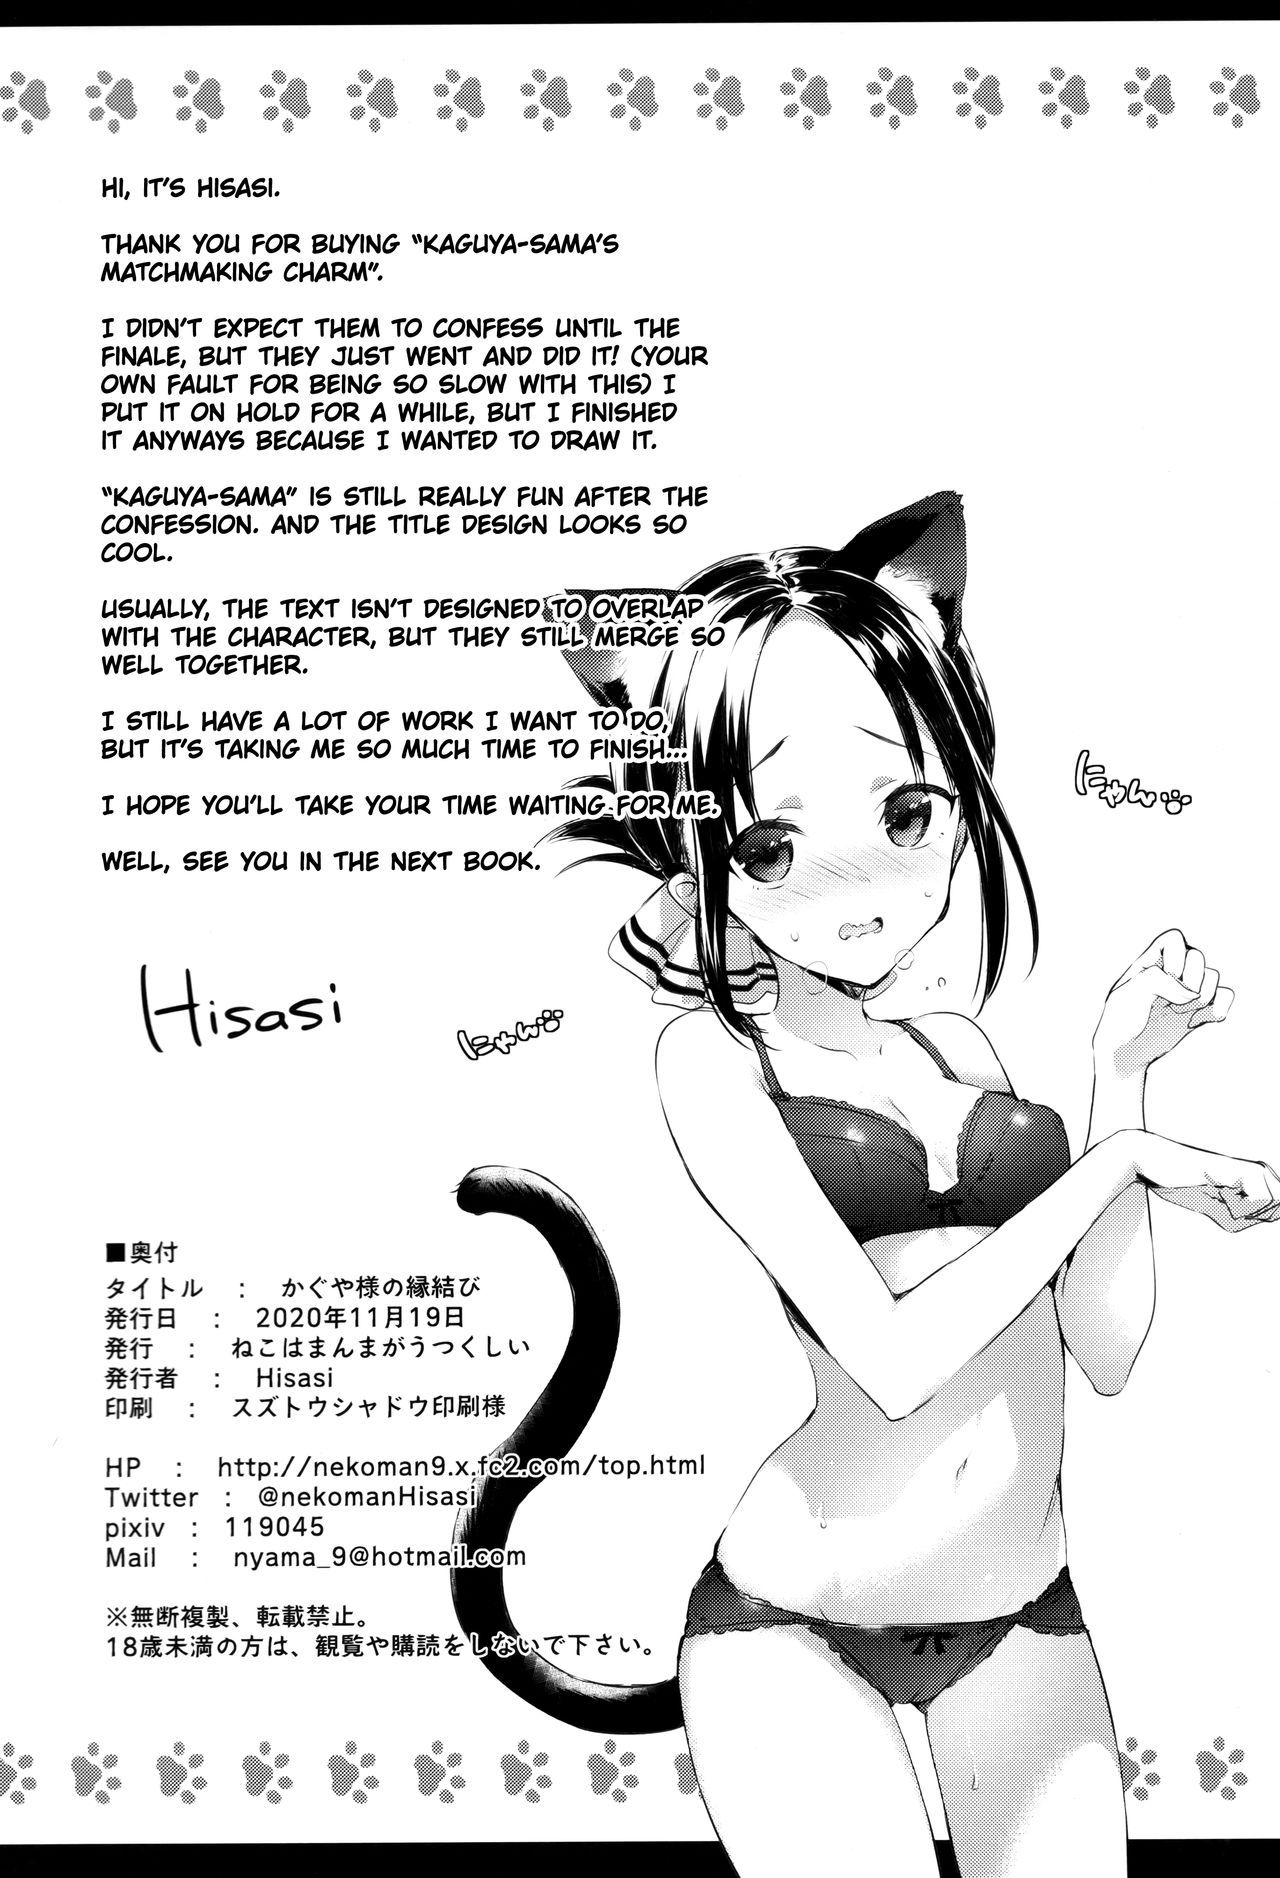 HI, IT'S HISASI.
THANK YOU FOR BUYING "KAGUYA-SAMA'S
MATCHMAKING CHARM".
I DIDN'T EXPECT THEM TO CONFESS UNTIL THE
FINALE, BUT THEY JUST WENT AND DID IT! (YOUR
OWN FAULT FOR BEING SO SLOW WITH THIS) I
PUT IT ON HOLD FOR A WHILE, BUT I FINISHED
IT ANYWAYS BECAUSE I WANTED TO DRAW IT.
"KAGUYA-SAMA" IS STILL REALLY FUN AFTER THE
CONFESSION. AND THE TITLE DESIGN LOOKS SO
COOL.
USUALLY, THE TEXT ISN'T DESIGNED TO OVERLAP
WITH THE CHARACTER, BUT THEY STILL MERGE SO
WELL TOGETHER.
I STILL HAVE A LOT OF WORK I WANT TO DO,
BUT IT'S TAKING ME SO MUCH TIME TO FINISH...
I HOPE YOU'LL TAKE YOUR TIME WAITING FOR ME.
WELL, SEE YOU IN THE NEXT BOOK.
にゃん
Hisasi
にゃん
■奥付
タイトル : かぐや様の縁結び
発行日 : 2020年11月19日
発行 : ねこはまんまがうつくしい
発行者 : Hisasi
印刷 : スズトウシャドウ印刷様
HP : http://nekoman9.x.fc2.com/top.html
Twitter : @nekomanHisasi
pixiv : 119045
Mail : nyama_9@hotmail.com
※無断複製、転載禁止。
18歳未満の方は、観覧や購読をしないで下さい。